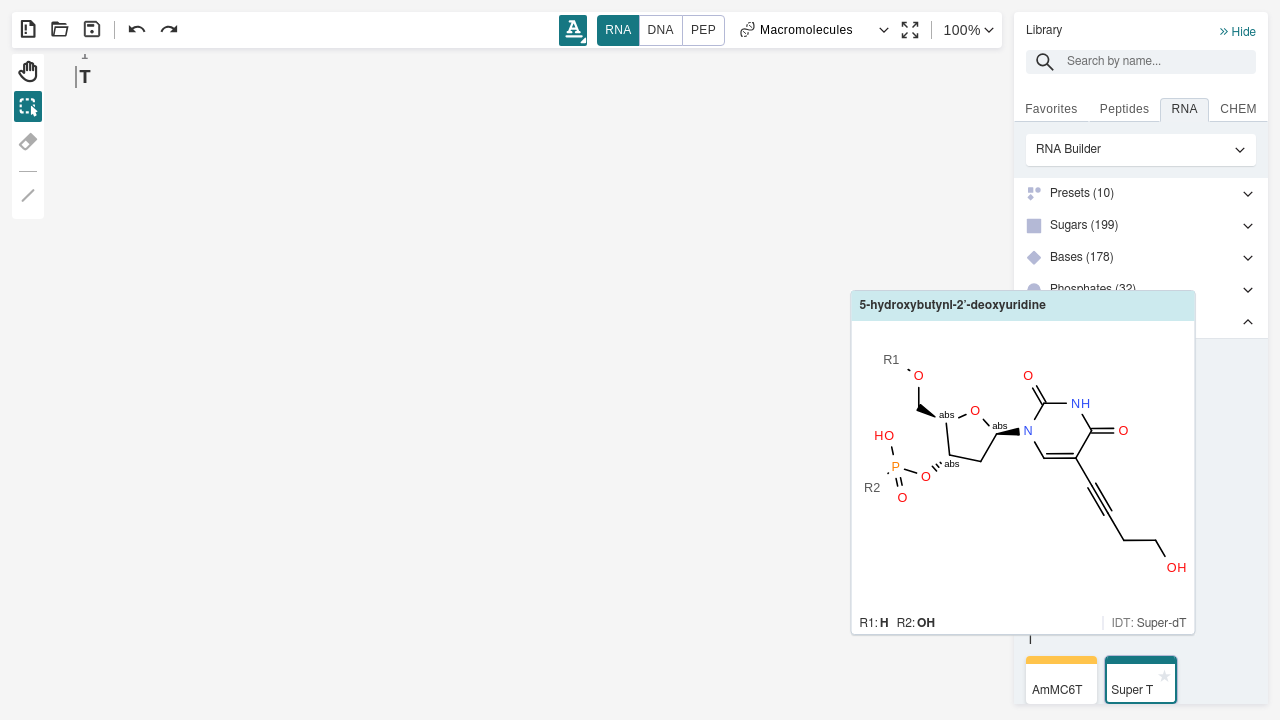 A
RNA
DNA
PEP
Macromolecules
100%
T
Library
Hide
Search by name...
Favorites
Peptides
RNA
CHEM
RNA Builder
Presets (10)
Sugars (199)
Bases (178)
Phosphates (32)
5-hydroxybutynl-2'-deoxyuridine
R1
O
O
NH
abs
O
abs
N
O
HO
abs
P
O
R2
O
OH
R1: H R2: OH
IDT: Super-dT
AmMC6T
Super T